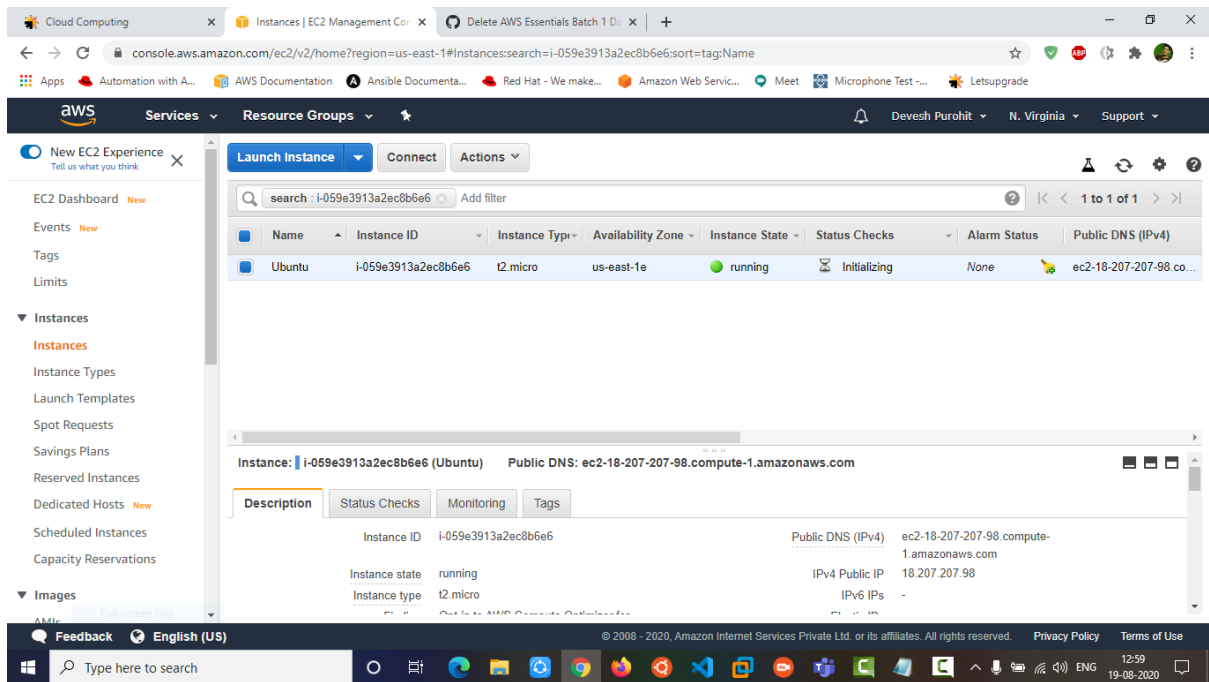 Cloud Computing
Instances | EC2 Management Con
Delete AWS Essentials Batch 1 De
console.aws.amazon.com/ec2/v2/home?region=us-east-1#Instances:search=i-059e3913a2ec8b6e6;sort=tag:Name
Apps Automation with A... AWS Documentation Ansible Documenta... Red Hat - We make... Amazon Web Servic... Meet Microphone Test -... Letsupgrade
aws Services Resource Groups Devesh Purohit N. Virginia Support
New EC2 Experience
Tell us what you think
EC2 Dashboard New
Events New
Tags
Limits
Instances
Instances
Instance Types
Launch Templates
Spot Requests
Savings Plans
Reserved Instances
Dedicated Hosts New
Scheduled Instances
Capacity Reservations
Images
AMIs
Full-screen Snip
Launch Instance Connect Actions
search : i-059e3913a2ec8b6e6 Add filter 1 to 1 of 1
Name Instance ID Instance Type Availability Zone Instance State Status Checks Alarm Status Public DNS (IPv4)
Ubuntu i-059e3913a2ec8b6e6 t2.micro us-east-1e running Initializing None ec2-18-207-207-98.co...
Instance: i-059e3913a2ec8b6e6 (Ubuntu) Public DNS: ec2-18-207-207-98.compute-1.amazonaws.com
Description Status Checks Monitoring Tags
Instance ID i-059e3913a2ec8b6e6 Public DNS (IPv4) ec2-18-207-207-98.compute-
1.amazonaws.com
Instance state running IPv4 Public IP 18.207.207.98
Instance type t2.micro IPv6 IPs -
Feedback English (US) © 2008 - 2020, Amazon Internet Services Private Ltd. or its affiliates. All rights reserved. Privacy Policy Terms of Use
Type here to search ENG 12:59
19-08-2020